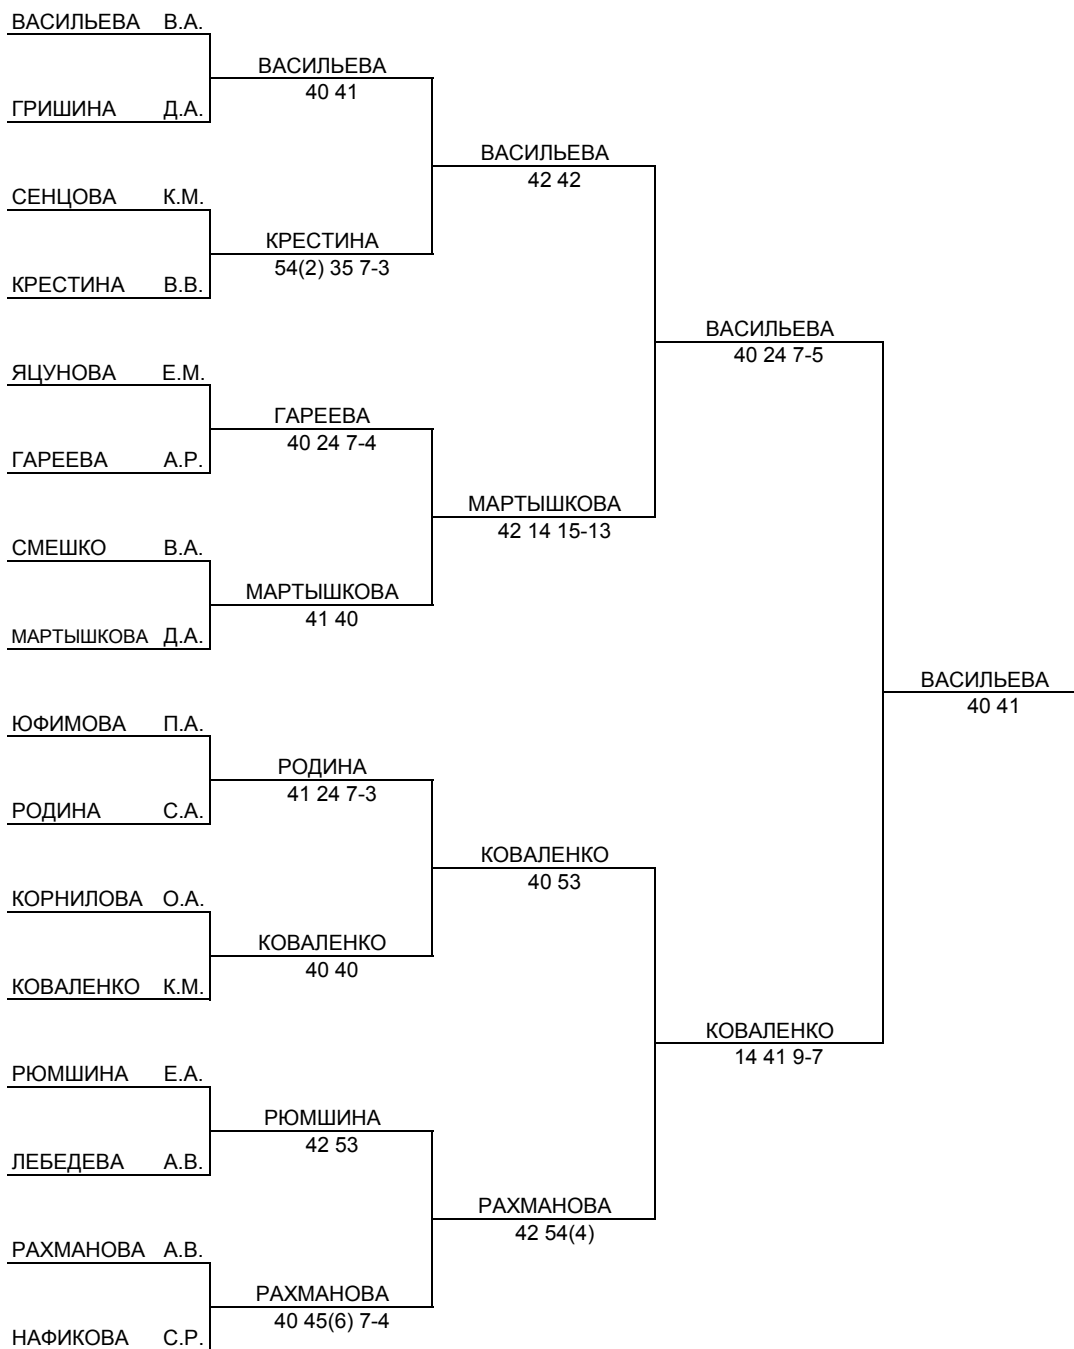 ВАСИЛЬЕВА В.А.
ВАСИЛЬЕВА
40 41
ГРИШИНА Д.А.
ВАСИЛЬЕВА
42 42
СЕНЦОВА К.М.
КРЕСТИНА
54(2) 35 7-3
КРЕСТИНА В.В.
ВАСИЛЬЕВА
40 24 7-5
ЯЦУНОВА Е.М.
ГАРЕЕВА
40 24 7-4
ГАРЕЕВА А.Р.
МАРТЫШКОВА
42 14 15-13
СМЕШКО В.А.
МАРТЫШКОВА
41 40
МАРТЫШКОВА Д.А.
ВАСИЛЬЕВА
40 41
ЮФИМОВА П.А.
РОДИНА
41 24 7-3
РОДИНА С.А.
КОВАЛЕНКО
40 53
КОРНИЛОВА О.А.
КОВАЛЕНКО
40 40
КОВАЛЕНКО К.М.
КОВАЛЕНКО
14 41 9-7
РЮМШИНА Е.А.
РЮМШИНА
42 53
ЛЕБЕДЕВА А.В.
РАХМАНОВА
42 54(4)
РАХМАНОВА А.В.
РАХМАНОВА
40 45(6) 7-4
НАФИКОВА С.Р.